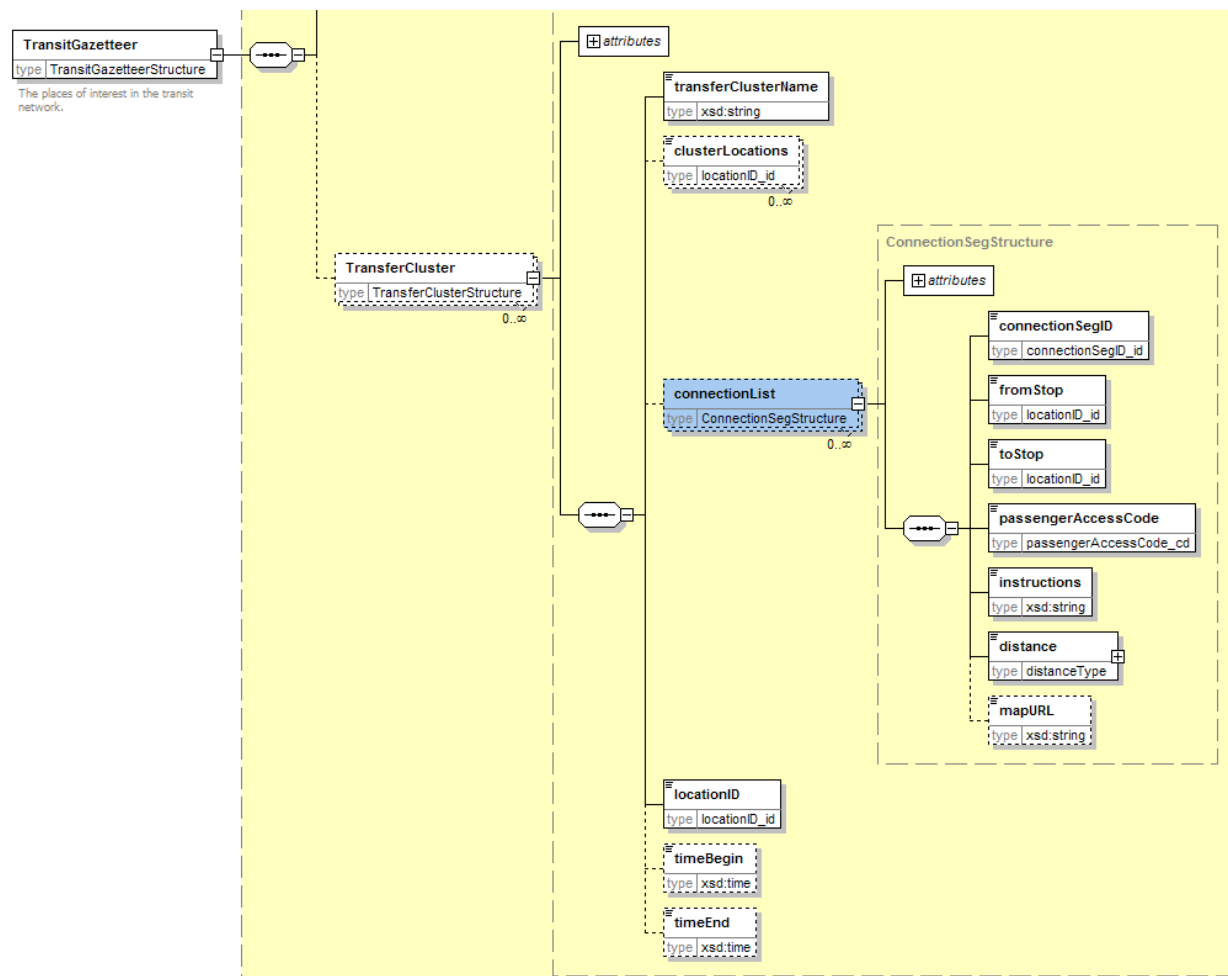 TransitGazetteer
type TransitGazetteerStructure
The places of interest in the transit
network.
attributes
transferClusterName
type xsd:string
clusterLocations
type locationID_id
0..∞
TransferCluster
type TransferClusterStructure
0..∞
connectionList
type ConnectionSegStructure
0..∞
ConnectionSegStructure
attributes
connectionSegID
type connectionSegID_id
fromStop
type locationID_id
toStop
type locationID_id
passengerAccessCode
type passengerAccessCode_cd
instructions
type xsd:string
distance
type distanceType
mapURL
type xsd:string
locationID
type locationID_id
timeBegin
type xsd:time
timeEnd
type xsd:time